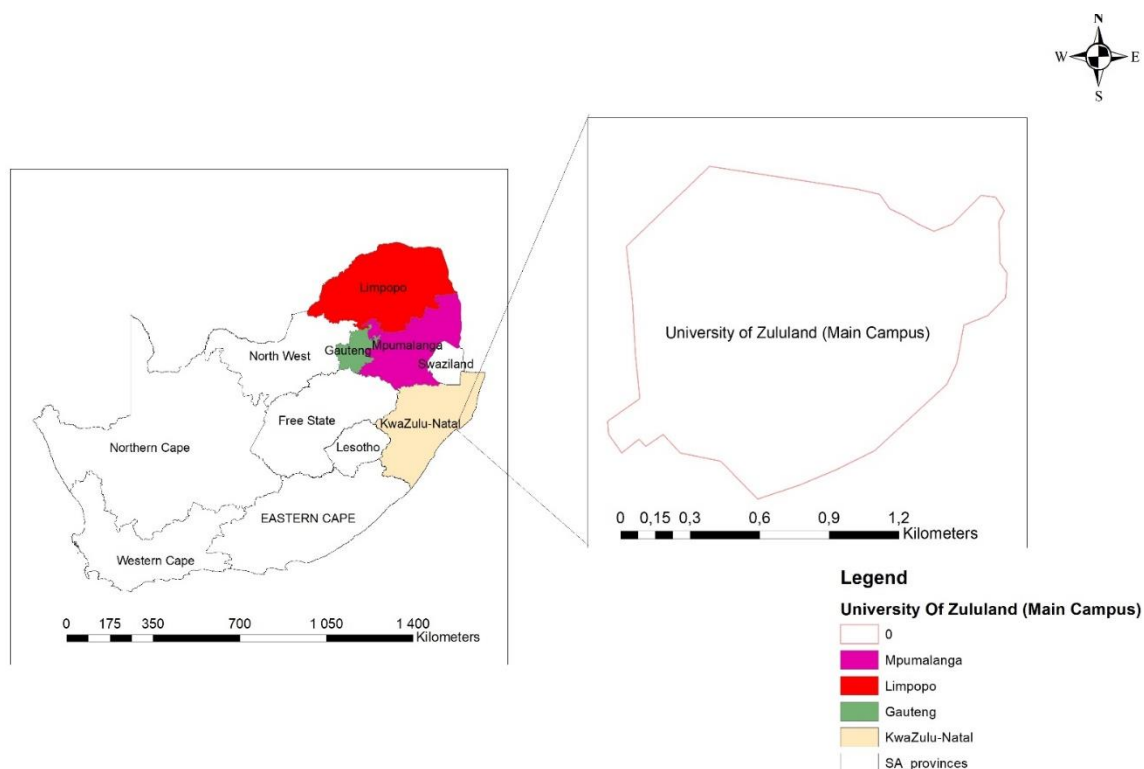 N
W E
S
Limpopo
North West
Gauteng
Mpumalanga
Swaziland
Free State
KwaZulu-Natal
Lesotho
Northern Cape
EASTERN CAPE
Western Cape
0 175 350 700 1 050 1 400
Kilometers
University of Zululand (Main Campus)
0 0,15 0,3 0,6 0,9 1,2
Kilometers
Legend
University Of Zululand (Main Campus)
0
Mpumalanga
Limpopo
Gauteng
KwaZulu-Natal
SA_provinces